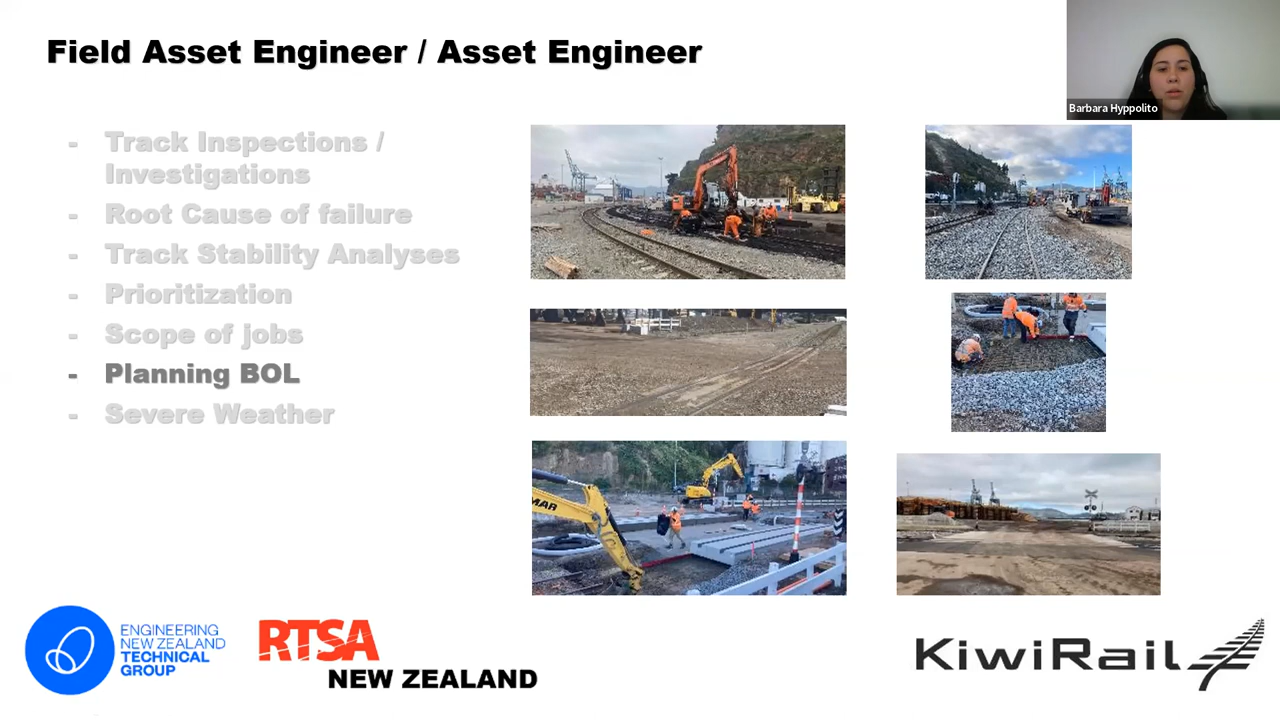 Field Asset Engineer / Asset Engineer
Barbara Hyppolito
- Track Inspections /
Investigations
- Root Cause of failure
- Track Stability Analyses
- Prioritization
- Scope of jobs
- Planning BOL
- Severe Weather
MAR
ENGINEERING
NEW ZEALAND
TECHNICAL
GROUP
RTSA
NEW ZEALAND
KiwiRail